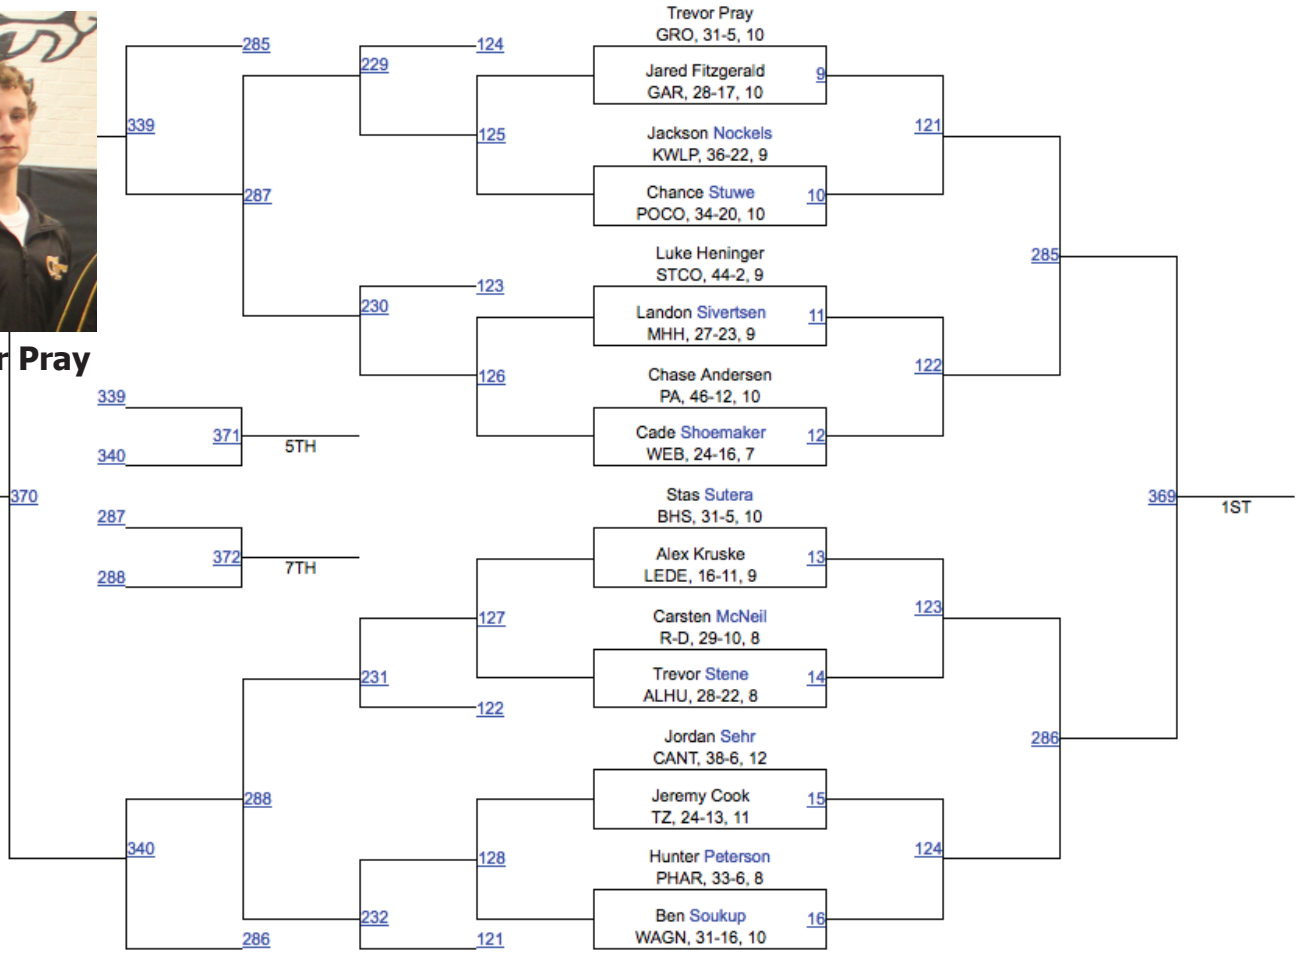 Trevor Pray
GRO, 31-5, 10
285
124
229
Jared Fitzgerald
9
GAR, 28-17, 10
339
125
Jackson Nockels
121
KWLP, 36-22, 9
287
Chance Stuwe
10
POCO, 34-20, 10
Luke Heninger
285
STCO, 44-2, 9
123
230
Landon Sivertsen
11
MHH, 27-23, 9
r Pray
126
Chase Andersen
122
PA, 46-12, 10
339
371
5TH
Cade Shoemaker
12
WEB, 24-16, 7
340
370
Stas Sutera
369
1ST
BHS, 31-5, 10
287
372
7TH
Alex Kruske
13
LEDE, 16-11, 9
288
127
Carsten McNeil
123
R-D, 29-10, 8
231
Trevor Stene
14
ALHU, 28-22, 8
122
Jordan Sehr
286
CANT, 38-6, 12
288
Jeremy Cook
15
TZ, 24-13, 11
340
128
Hunter Peterson
124
PHAR, 33-6, 8
232
Ben Soukup
16
WAGN, 31-16, 10
286
121